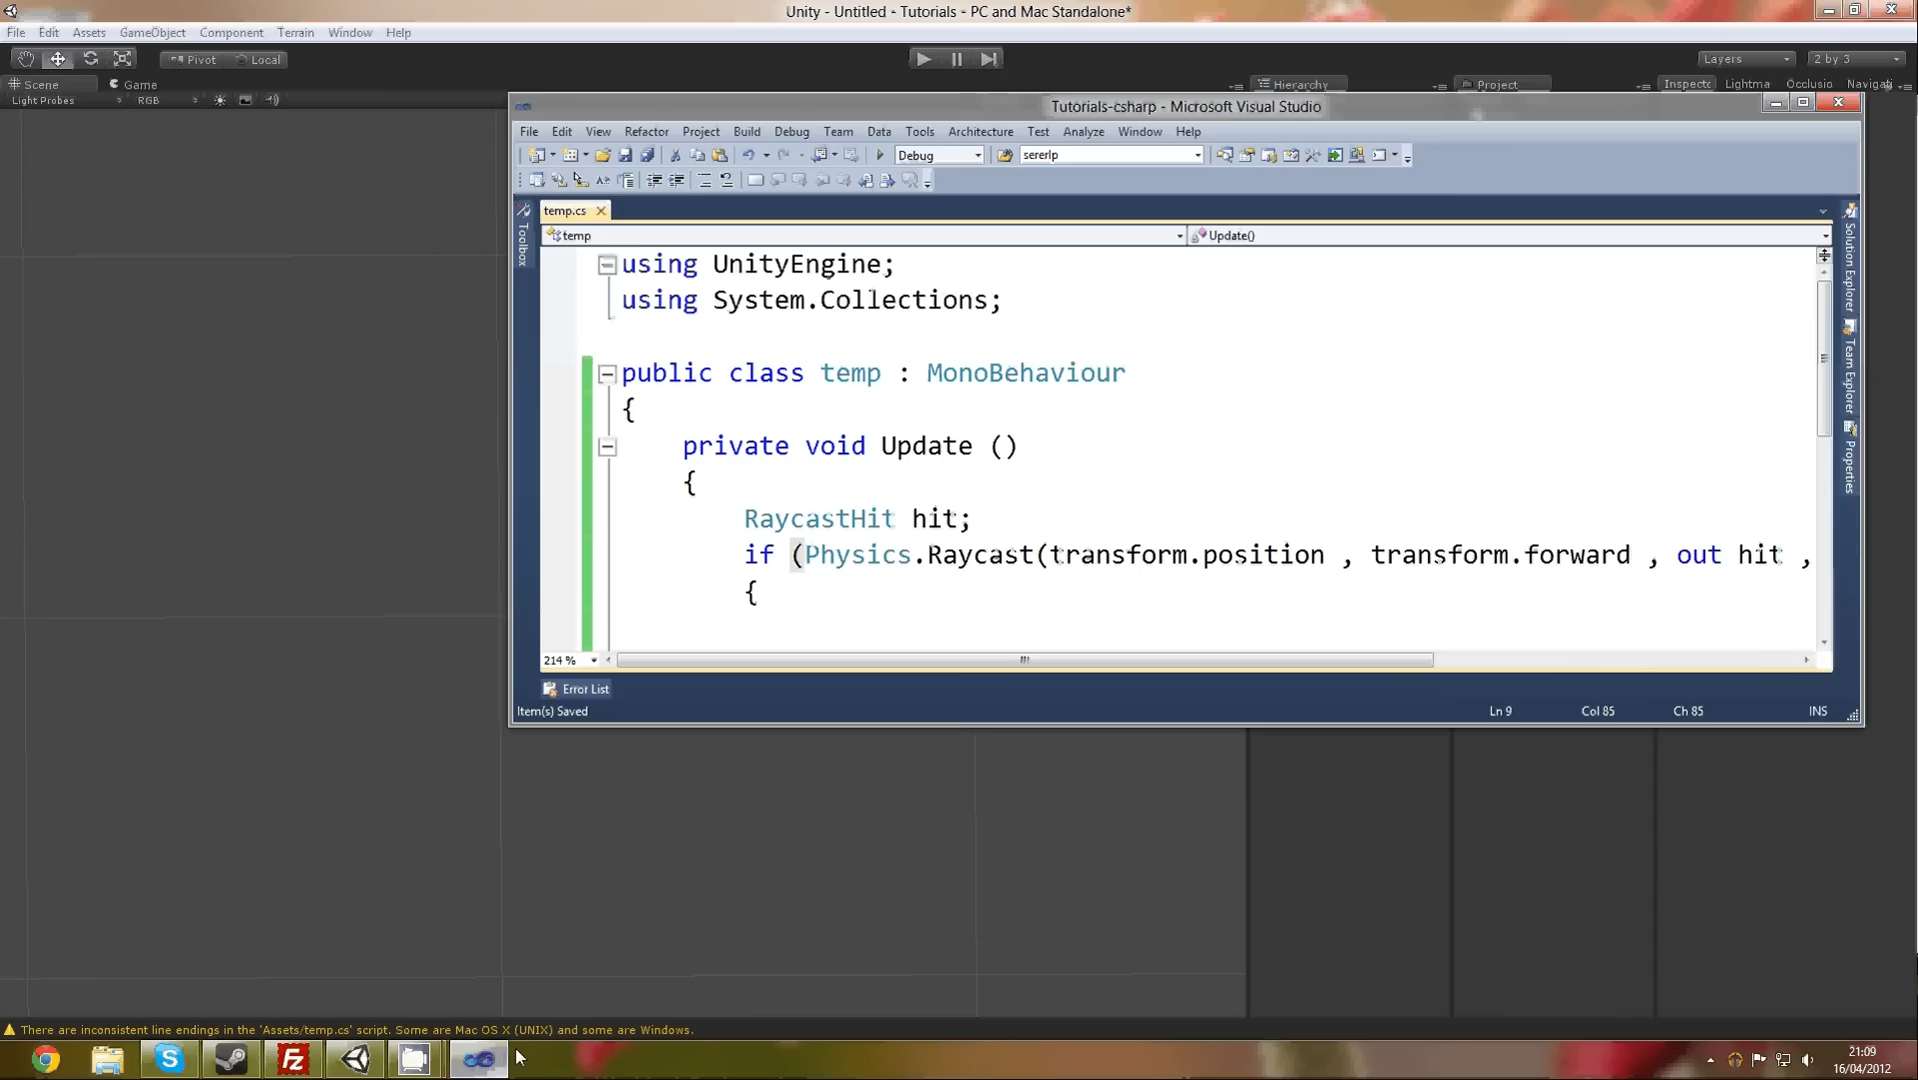 Unity - Untitled - Tutorials - PC and Mac Standalone*
File Edit Assets GameObject Component Terrain Window Help
Pivot Local Layers 2 by 3
Scene Game Hierarchy Project Inspectc Lightma Occlusio Navigati
Light Probes RGB
Tutorials-csharp - Microsoft Visual Studio
File Edit View Refactor Project Build Debug Team Data Tools Architecture Test Analyze Window Help
Debug sererlp
temp.cs
temp Update()
Toolbox
Solution Explorer
Team Explorer
Properties
using UnityEngine;
using System.Collections;
public class temp : MonoBehaviour
{
private void Update ()
{
RaycastHit hit;
if (Physics.Raycast(transform.position , transform.forward , out hit ,
{
214 %
Error List
Item(s) Saved Ln 9 Col 85 Ch 85 INS
There are inconsistent line endings in the 'Assets/temp.cs' script. Some are Mac OS X (UNIX) and some are Windows.
21:09
16/04/2012